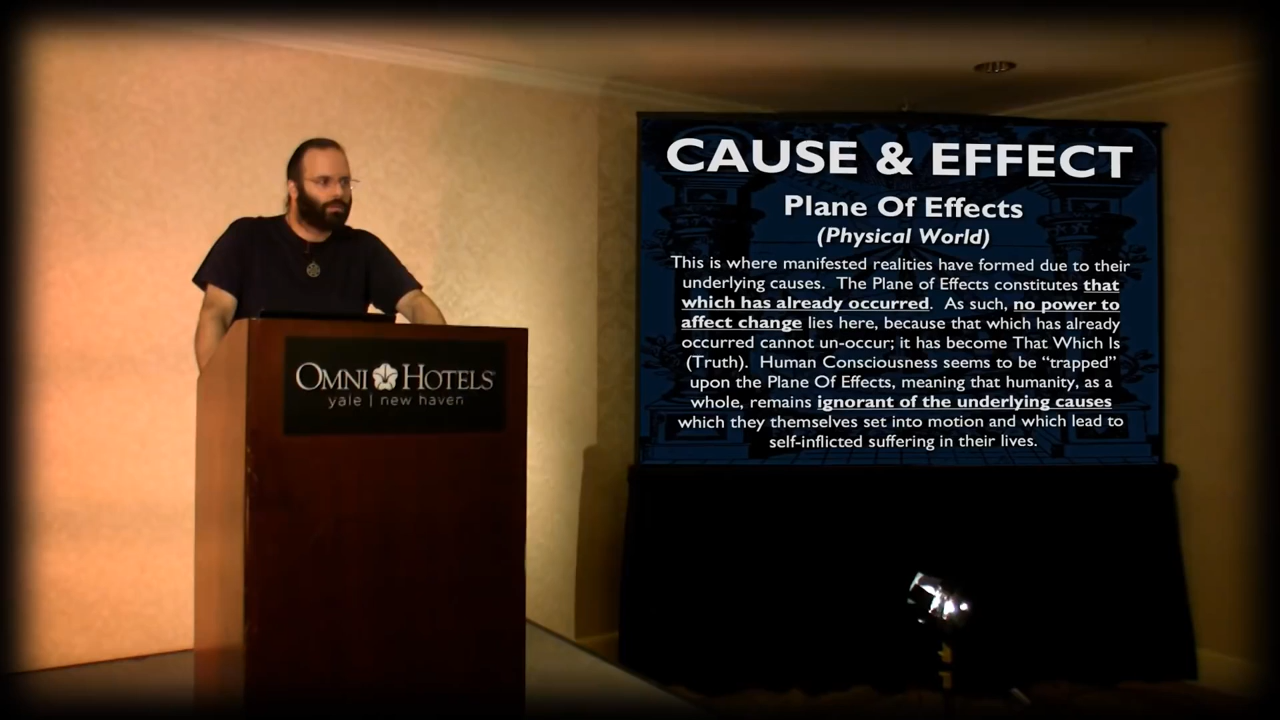 CAUSE & EFFECT
Plane Of Effects
(Physical World)
This is where manifested realities have formed due to their
underlying causes. The Plane of Effects constitutes that
which has already occurred. As such, no power to
affect change lies here, because that which has already
occurred cannot un-occur; it has become That Which Is
(Truth). Human Consciousness seems to be “trapped”
upon the Plane Of Effects, meaning that humanity, as a
whole, remains ignorant of the underlying causes
which they themselves set into motion and which lead to
self-inflicted suffering in their lives.
OMNI HOTELS
yale | new haven